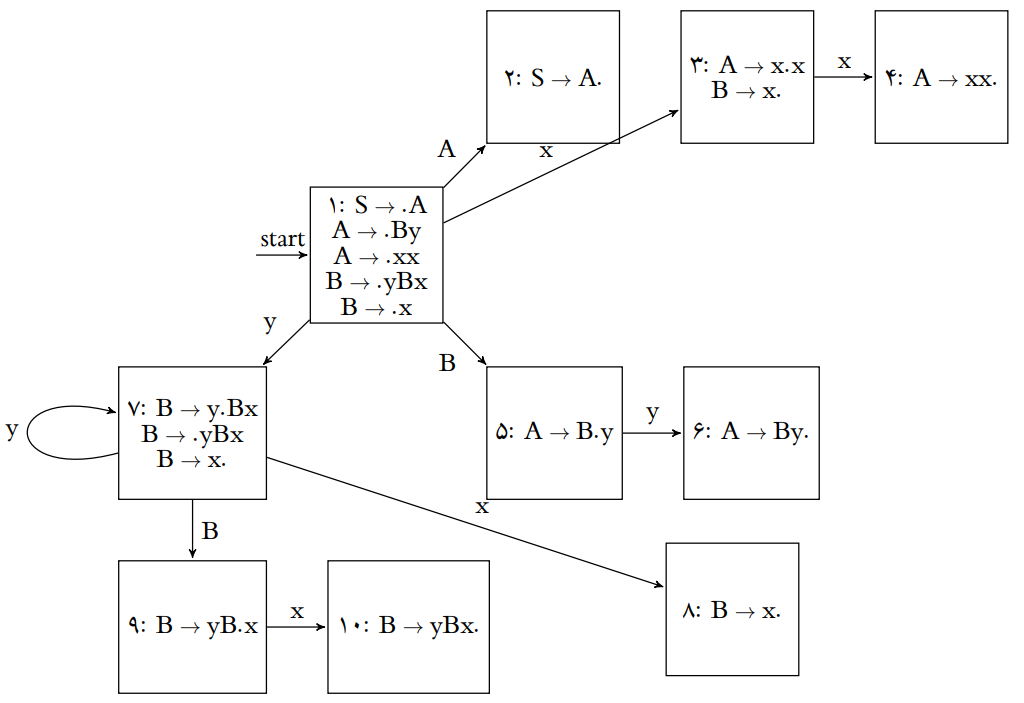 ۲: S → A.
۳: A → x.x
B → x.
x
۴: A → xx.
A
x
۱: S → .A
A → .By
A → .xx
B → .yBx
B → .x
start
y
B
۷: B → y.Bx
B → .yBx
B → x.
y
۵: A → B.y
y
۶: A → By.
x
B
۹: B → yB.x
x
۱۰: B → yBx.
۸: B → x.